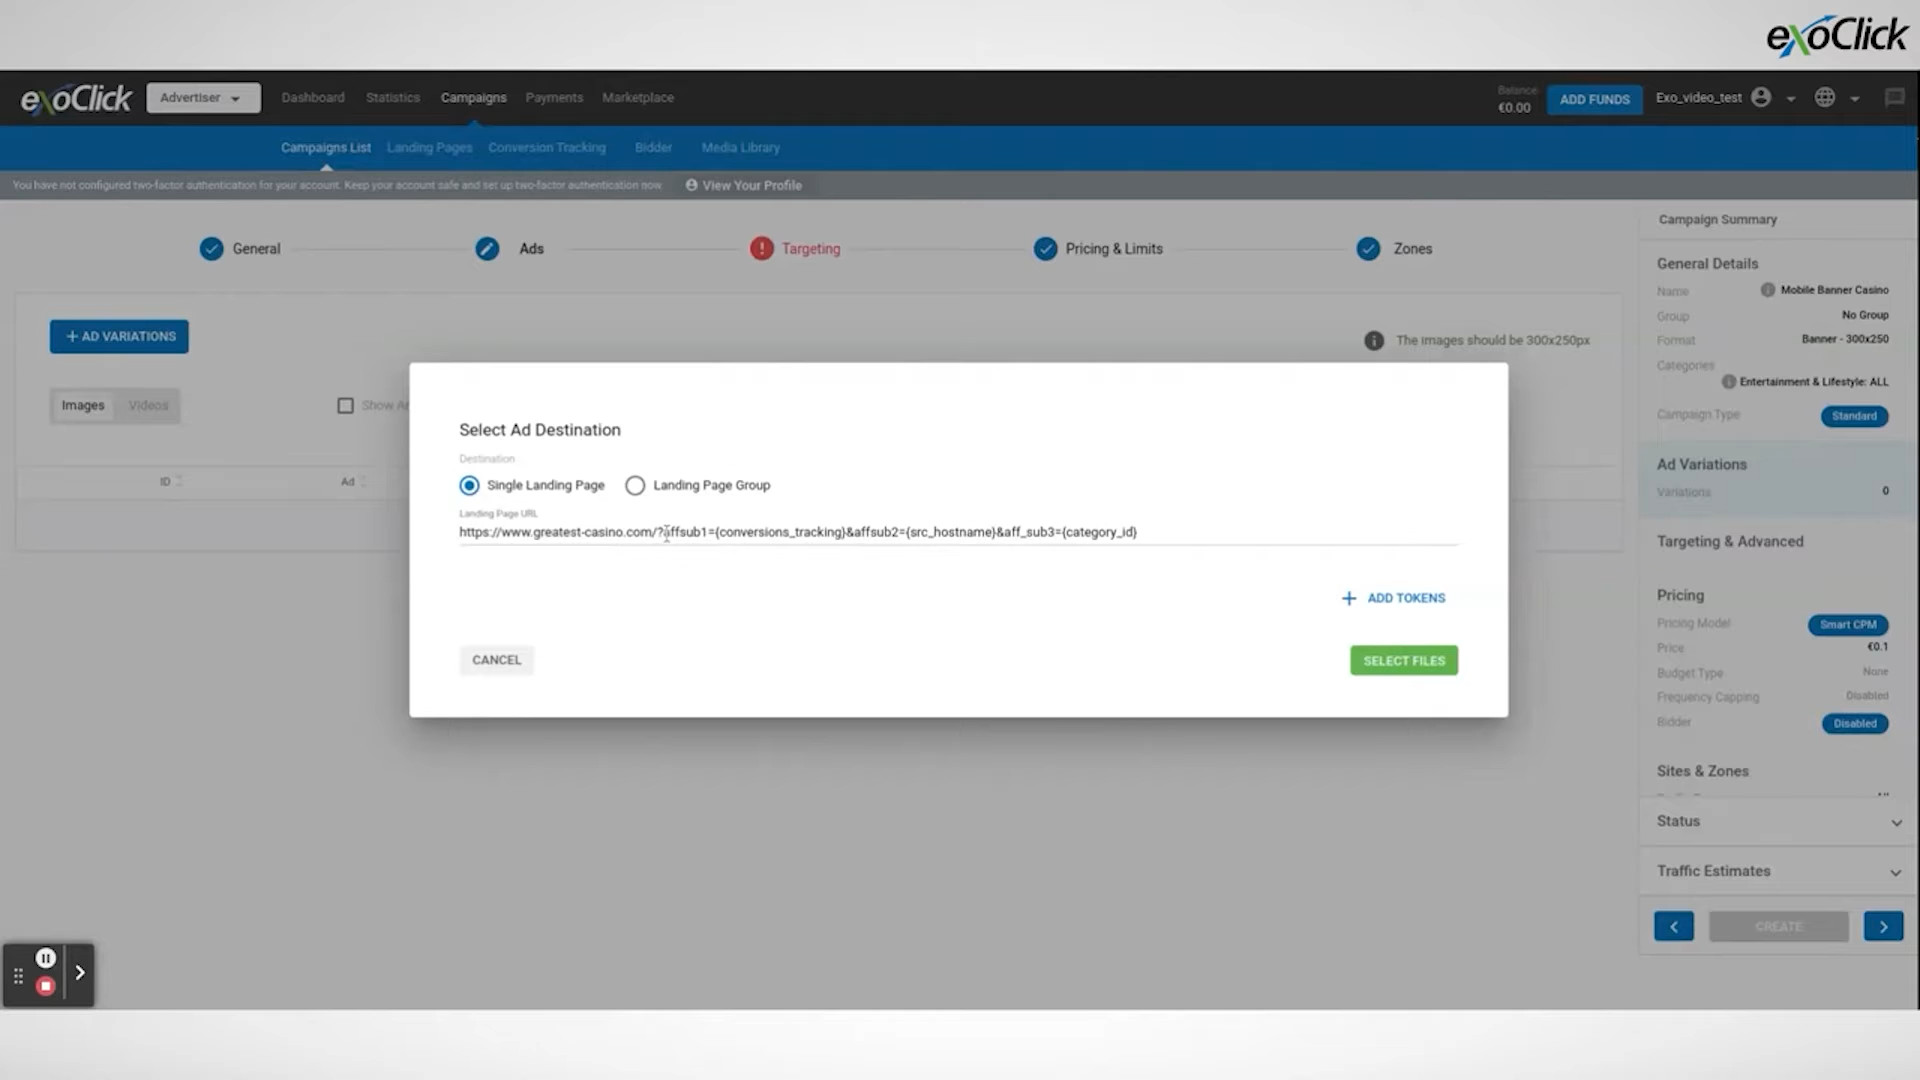 exoClick
exoClick
Advertiser
Dashboard
Statistics
Campaigns
Payments
Marketplace
Balance
€0.00
ADD FUNDS
Exo_video_test
Campaigns List
Landing Pages
Conversion Tracking
Bidder
Media Library
You have not configured two-factor authentication for your account. Keep your account safe and set up two-factor authentication now
View Your Profile
General
Ads
Targeting
Pricing & Limits
Zones
+ AD VARIATIONS
The images should be 300x250px
Images
Videos
Show
ID
Ad
Select Ad Destination
Destination
Single Landing Page
Landing Page Group
Landing Page URL
https://www.greatest-casino.com/?affsub1={conversions_tracking}&affsub2={src_hostname}&aff_sub3={category_id}
+ ADD TOKENS
CANCEL
SELECT FILES
Campaign Summary
General Details
Name
Mobile Banner Casino
Group
No Group
Format
Banner - 300x250
Categories
Entertainment & Lifestyle: ALL
Campaign Type
Standard
Ad Variations
Variations
0
Targeting & Advanced
Pricing
Pricing Model
Smart CPM
Price
€0.1
Budget Type
None
Frequency Capping
Disabled
Bidder
Disabled
Sites & Zones
Status
Traffic Estimates
CREATE